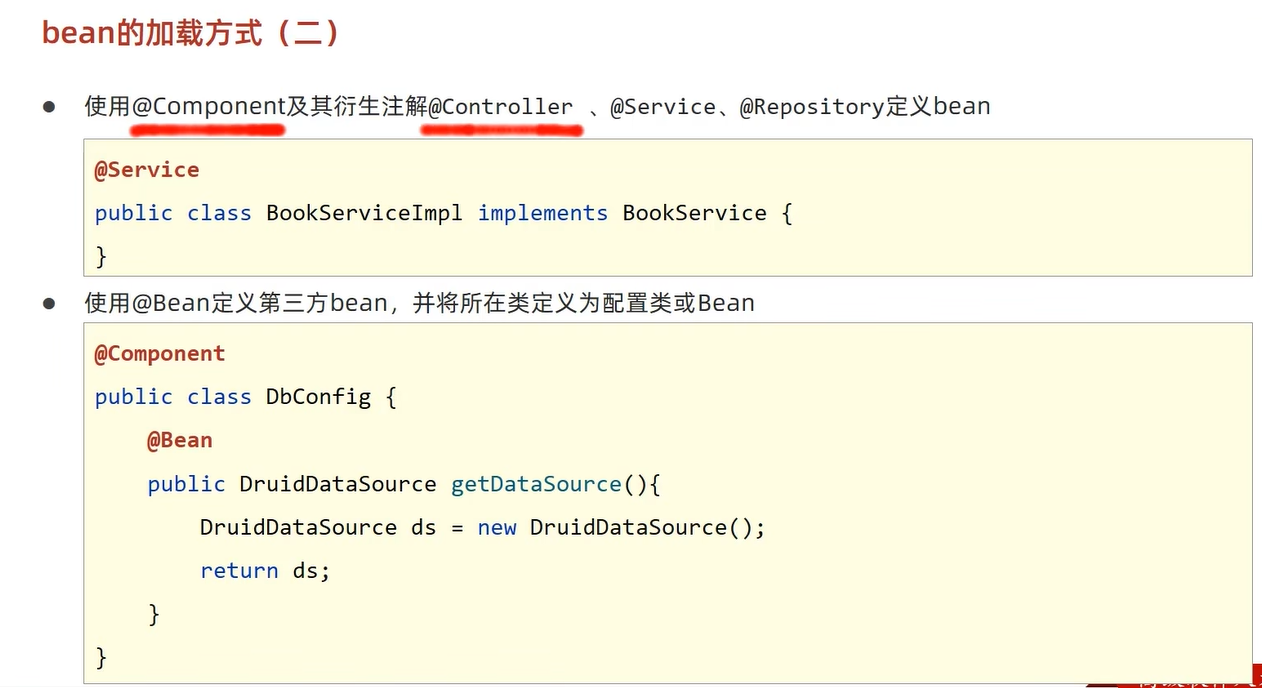 bean的加载方式（二）
● 使用@Component及其衍生注解@Controller 、@Service、@Repository定义bean
@Service
public class BookServiceImpl implements BookService {
}
● 使用@Bean定义第三方bean，并将所在类定义为配置类或Bean
@Component
public class DbConfig {
    @Bean
    public DruidDataSource getDataSource(){
        DruidDataSource ds = new DruidDataSource();
        return ds;
    }
}